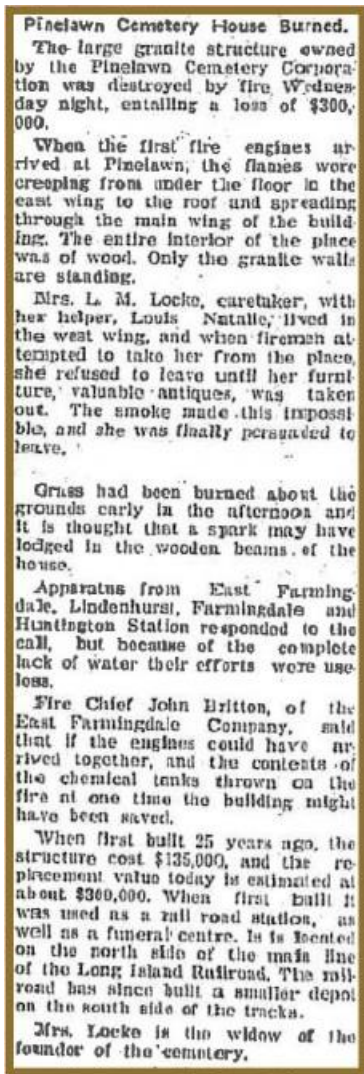 Pinelawn Cemetery House Burned.
The large granite structure owned
by the Pinelawn Cemetery Corpora-
tion was destroyed by fire Wednes-
day night, entailing a loss of $300,
000.
When the first fire engines ar-
rived at Pinelawn, the flames were
creeping from under the floor in the
east wing to the roof and spreading
through the main wing of the build-
ing. The entire interior of the place
was of wood. Only the granite walls
are standing.
Mrs. L. M. Locke, caretaker, with
her helper, Louis Natalie, lived in
the west wing, and when firemen at-
tempted to take her from the place,
she refused to leave until her furni-
ture, valuable antiques, was taken
out. The smoke made this impossi-
ble, and she was finally persuaded to
leave.
Grass had been burned about the
grounds early in the afternoon and
it is thought that a spark may have
lodged in the wooden beams of the
house.
Apparatus from East Farming-
dale, Lindenhurst, Farmingdale and
Huntington Station responded to the
call, but because of the complete
lack of water their efforts were use-
less.
Fire Chief John Britton, of the
East Farmingdale Company, said
that if the engines could have ar-
rived together, and the contents of
the chemical tanks thrown on the
fire at one time the building might
have been saved.
When first built 25 years ago, the
structure cost $135,000, and the re-
placement value today is estimated at
about $300,000. When first built it
was used as a rail road station, as
well as a funeral centre. Is is located
on the north side of the main line
of the Long Island Railroad. The rail-
road has since built a smaller depot
on the south side of the tracks.
Mrs. Locke is the widow of the
founder of the cemetery.